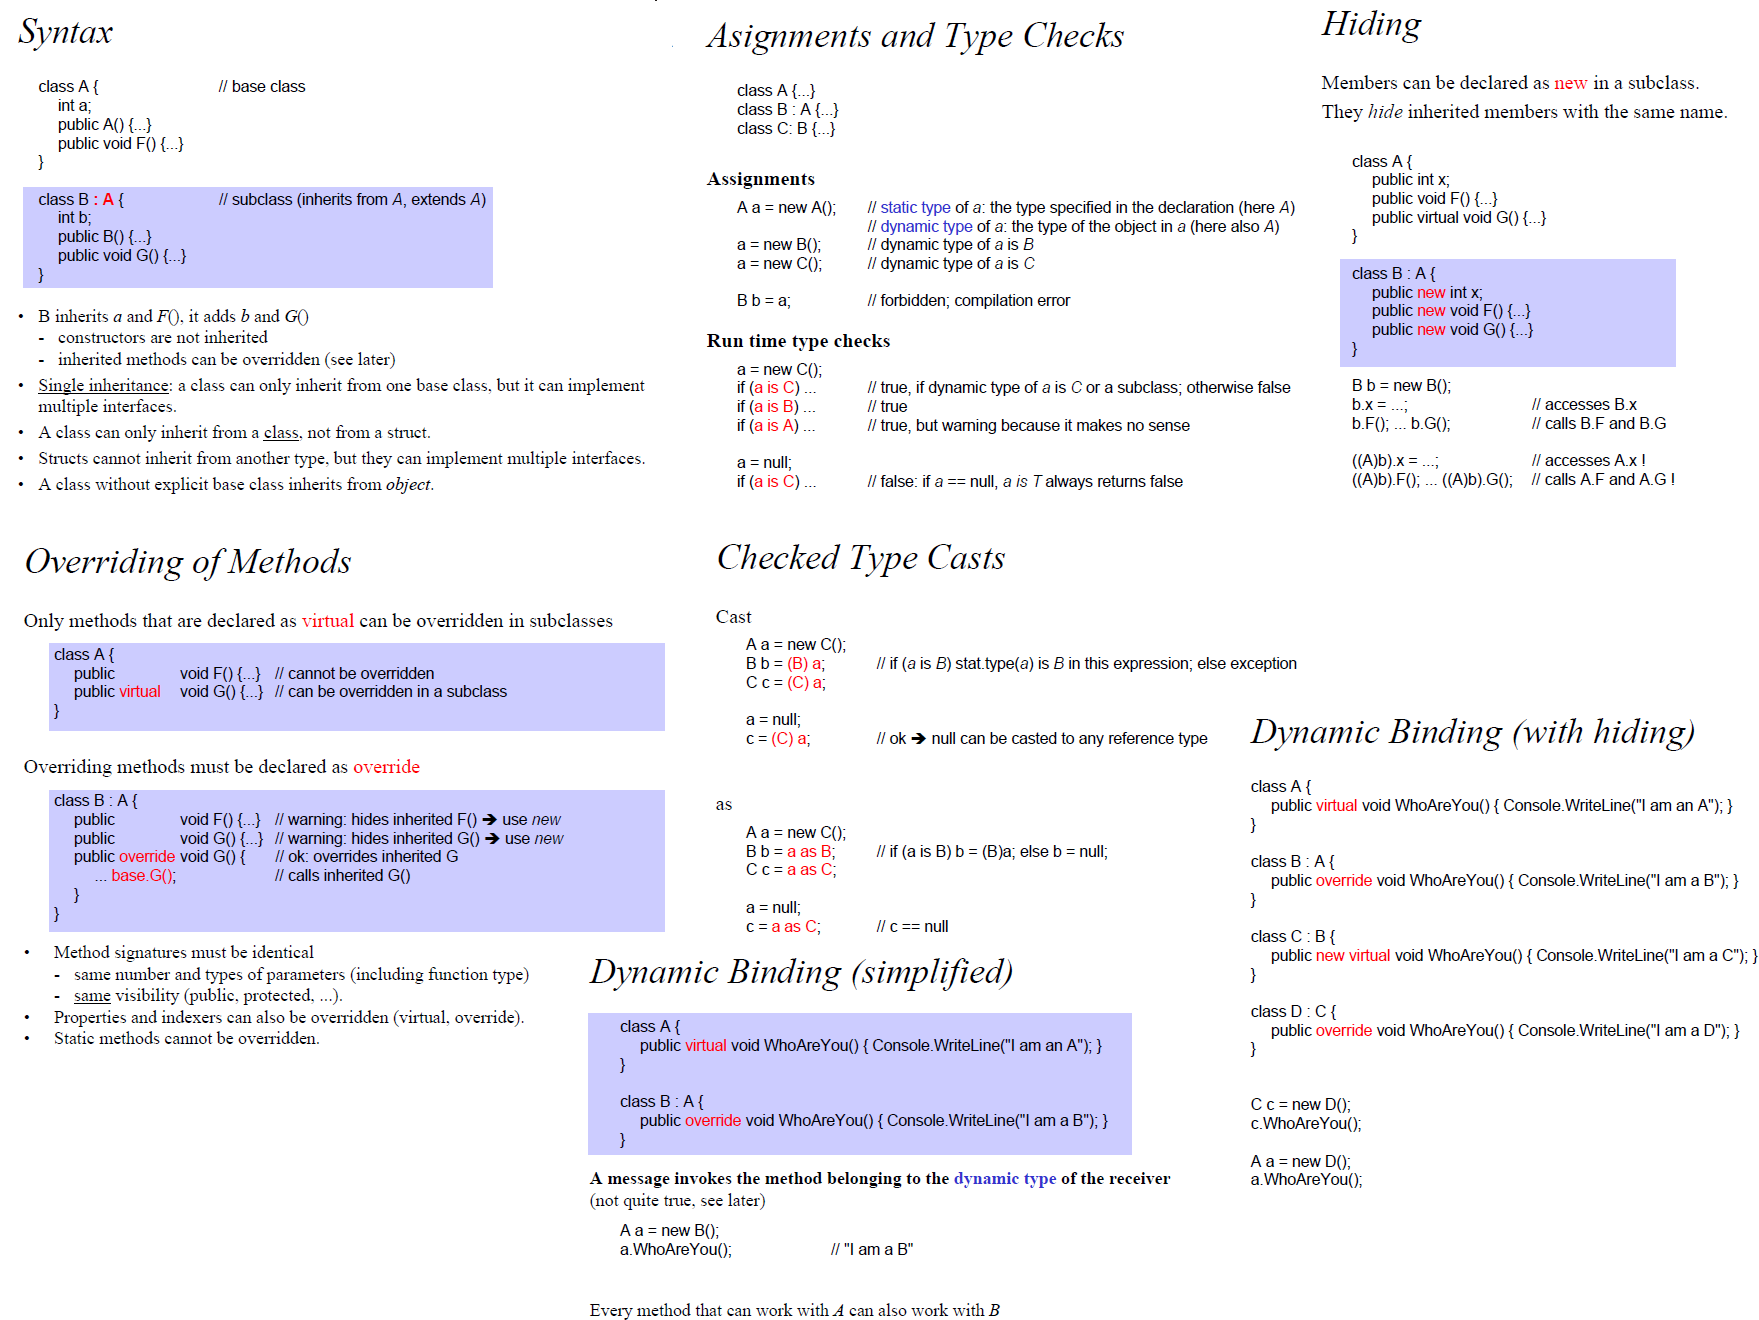 Syntax
class A { // base class
int a;
public A() {...}
public void F() {...}
}
class B : A { // subclass (inherits from A, extends A)
int b;
public B() {...}
public void G() {...}
}
• B inherits a and F(), it adds b and G()
- constructors are not inherited
- inherited methods can be overridden (see later)
• Single inheritance: a class can only inherit from one base class, but it can implement
multiple interfaces.
• A class can only inherit from a class, not from a struct.
• Structs cannot inherit from another type, but they can implement multiple interfaces.
• A class without explicit base class inherits from object.
Asignments and Type Checks
class A {...}
class B : A {...}
class C: B {...}
Assignments
A a = new A(); // static type of a: the type specified in the declaration (here A)
// dynamic type of a: the type of the object in a (here also A)
a = new B(); // dynamic type of a is B
a = new C(); // dynamic type of a is C
B b = a; // forbidden; compilation error
Run time type checks
a = new C();
if (a is C) ... // true, if dynamic type of a is C or a subclass; otherwise false
if (a is B) ... // true
if (a is A) ... // true, but warning because it makes no sense
a = null;
if (a is C) ... // false: if a == null, a is T always returns false
Hiding
Members can be declared as new in a subclass.
They hide inherited members with the same name.
class A {
public int x;
public void F() {...}
public virtual void G() {...}
}
class B : A {
public new int x;
public new void F() {...}
public new void G() {...}
}
B b = new B();
b.x = ...; // accesses B.x
b.F(); ... b.G(); // calls B.F and B.G
((A)b).x = ...; // accesses A.x !
((A)b).F(); ... ((A)b).G(); // calls A.F and A.G !
Overriding of Methods
Only methods that are declared as virtual can be overridden in subclasses
class A {
public void F() {...} // cannot be overridden
public virtual void G() {...} // can be overridden in a subclass
}
Overriding methods must be declared as override
class B : A {
public void F() {...} // warning: hides inherited F() ➔ use new
public void G() {...} // warning: hides inherited G() ➔ use new
public override void G() { // ok: overrides inherited G
... base.G(); // calls inherited G()
}
}
• Method signatures must be identical
- same number and types of parameters (including function type)
- same visibility (public, protected, ...).
• Properties and indexers can also be overridden (virtual, override).
• Static methods cannot be overridden.
Checked Type Casts
Cast
A a = new C();
B b = (B) a; // if (a is B) stat.type(a) is B in this expression; else exception
C c = (C) a;
a = null;
c = (C) a; // ok ➔ null can be casted to any reference type
as
A a = new C();
B b = a as B; // if (a is B) b = (B)a; else b = null;
C c = a as C;
a = null;
c = a as C; // c == null
Dynamic Binding (simplified)
class A {
public virtual void WhoAreYou() { Console.WriteLine("I am an A"); }
}
class B : A {
public override void WhoAreYou() { Console.WriteLine("I am a B"); }
}
A message invokes the method belonging to the dynamic type of the receiver
(not quite true, see later)
A a = new B();
a.WhoAreYou(); // "I am a B"
Every method that can work with A can also work with B
Dynamic Binding (with hiding)
class A {
public virtual void WhoAreYou() { Console.WriteLine("I am an A"); }
}
class B : A {
public override void WhoAreYou() { Console.WriteLine("I am a B"); }
}
class C : B {
public new virtual void WhoAreYou() { Console.WriteLine("I am a C"); }
}
class D : C {
public override void WhoAreYou() { Console.WriteLine("I am a D"); }
}
C c = new D();
c.WhoAreYou();
A a = new D();
a.WhoAreYou();